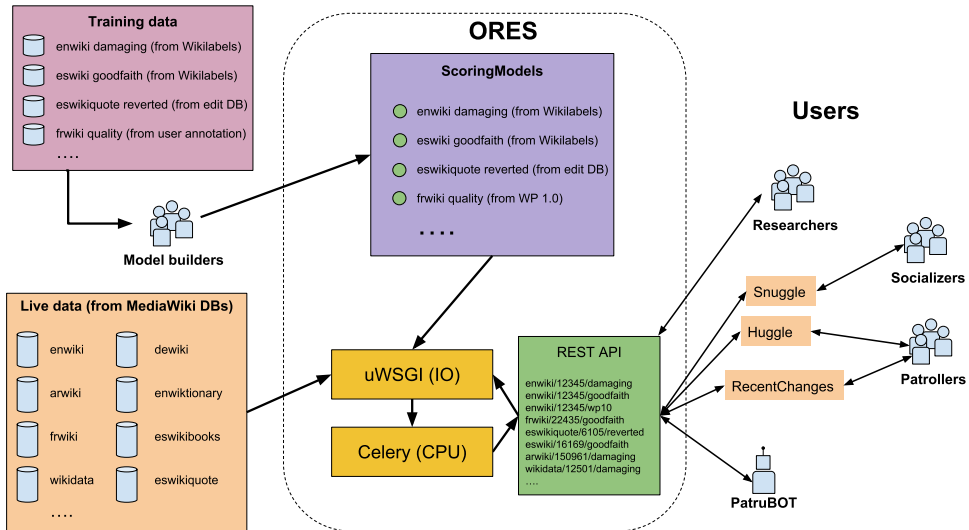 Training data
enwiki damaging (from Wikilabels)
eswiki goodfaith (from Wikilabels)
eswikiquote reverted (from edit DB)
frwiki quality (from user annotation)
....
Model builders
Live data (from MediaWiki DBs)
enwiki
dewiki
arwiki
enwiktionary
frwiki
eswikibooks
wikidata
eswikiquote
....
ORES
ScoringModels
enwiki damaging (from Wikilabels)
eswiki goodfaith (from Wikilabels)
eswikiquote reverted (from edit DB)
frwiki quality (from WP 1.0)
....
uWSGI (IO)
Celery (CPU)
REST API
enwiki/12345/damaging
enwiki/12345/goodfaith
enwiki/12345/wp10
frwiki/22435/goodfaith
eswikiquote/6105/reverted
eswiki/16169/goodfaith
arwiki/150961/damaging
wikidata/12501/damaging
....
Users
Researchers
Socializers
Snuggle
Huggle
RecentChanges
Patrollers
PatruBOT